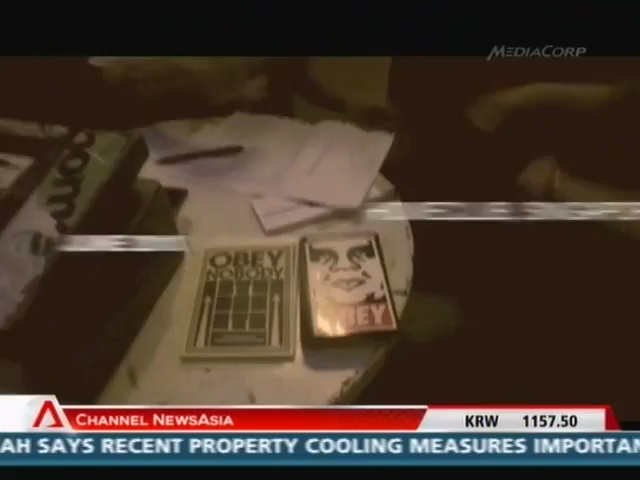 MEDIACORP
OBEY
NOBODY
OBEY
CHANNEL NEWSASIA
KRW 1157.50
AH SAYS RECENT PROPERTY COOLING MEASURES IMPORTAN